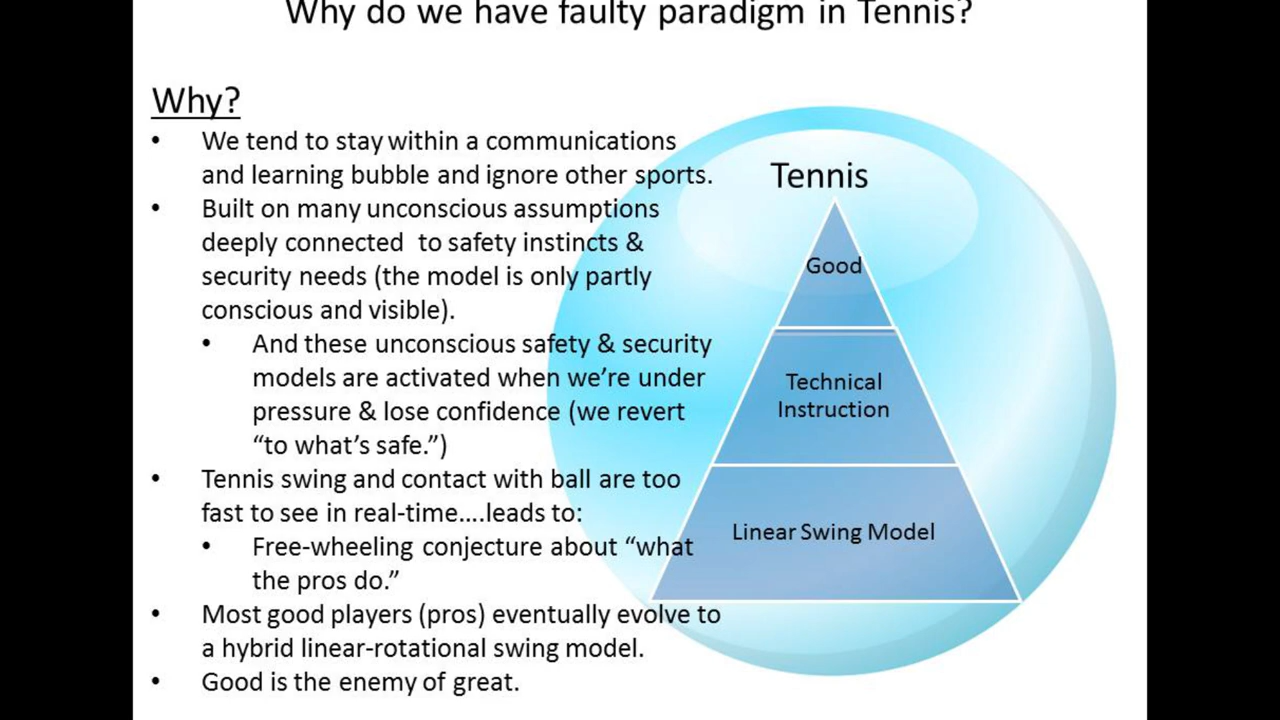 Why do we have faulty paradigm in Tennis?
Why?
• We tend to stay within a communications
and learning bubble and ignore other sports.
• Built on many unconscious assumptions
deeply connected to safety instincts &
security needs (the model is only partly
conscious and visible).
• And these unconscious safety & security
models are activated when we’re under
pressure & lose confidence (we revert
“to what’s safe.”)
• Tennis swing and contact with ball are too
fast to see in real-time….leads to:
• Free-wheeling conjecture about “what
the pros do.”
• Most good players (pros) eventually evolve to
a hybrid linear-rotational swing model.
• Good is the enemy of great.
Tennis
Good
Technical
Instruction
Linear Swing Model